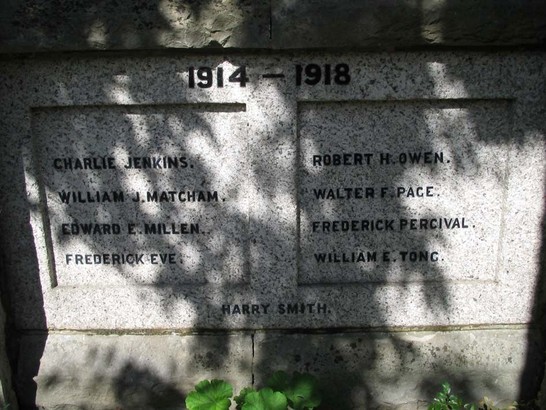 1914 — 1918
CHARLIE JENKINS.
WILLIAM J. MATCHAM.
EDWARD E. MILLEN.
FREDERICK EVE.
ROBERT H. OWEN.
WALTER F. PAGE.
FREDERICK PERCIVAL.
WILLIAM E. TONG.
HARRY SMITH.